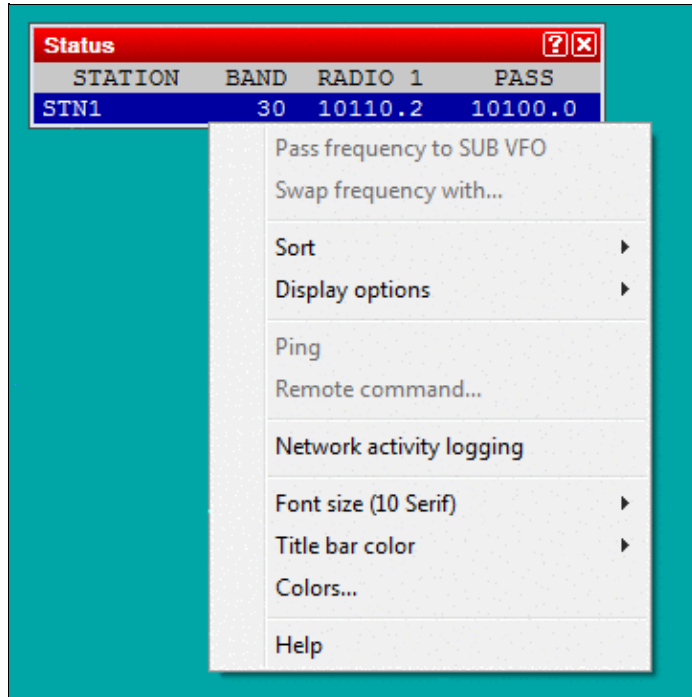 Status
STATION BAND RADIO 1 PASS
STN1 30 10110.2 10100.0
Pass frequency to SUB VFO
Swap frequency with...
Sort
Display options
Ping
Remote command...
Network activity logging
Font size (10 Serif)
Title bar color
Colors...
Help